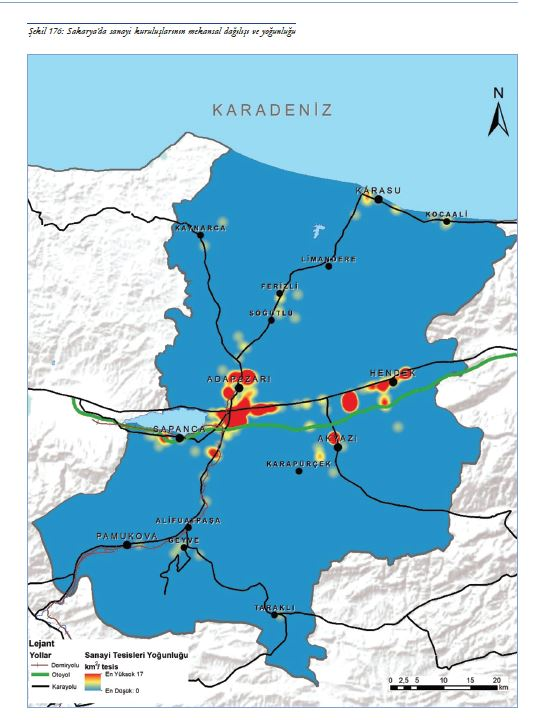 Şekil 176: Sakarya'da sanayi kuruluşlarının mekansal dağılışı ve yoğunluğu
KARADENİZ
N
KARASU
KOCAALİ
KAYNARCA
LİMANDERE
FERİZLİ
SÖĞÜTLÜ
HENDEK
ADAPAZARI
SAPANCA
AKYAZI
KARAPÜRÇEK
ALİFUATPAŞA
PAMUKOVA
GEYVE
TARAKLI
Lejant
Yollar
Demiryolu
Otoyol
Karayolu
Sanayi Tesisleri Yoğunluğu
km²/ tesis
En Yüksek 17
En Düşük: 0
0 2,5 5 10 15 20
km